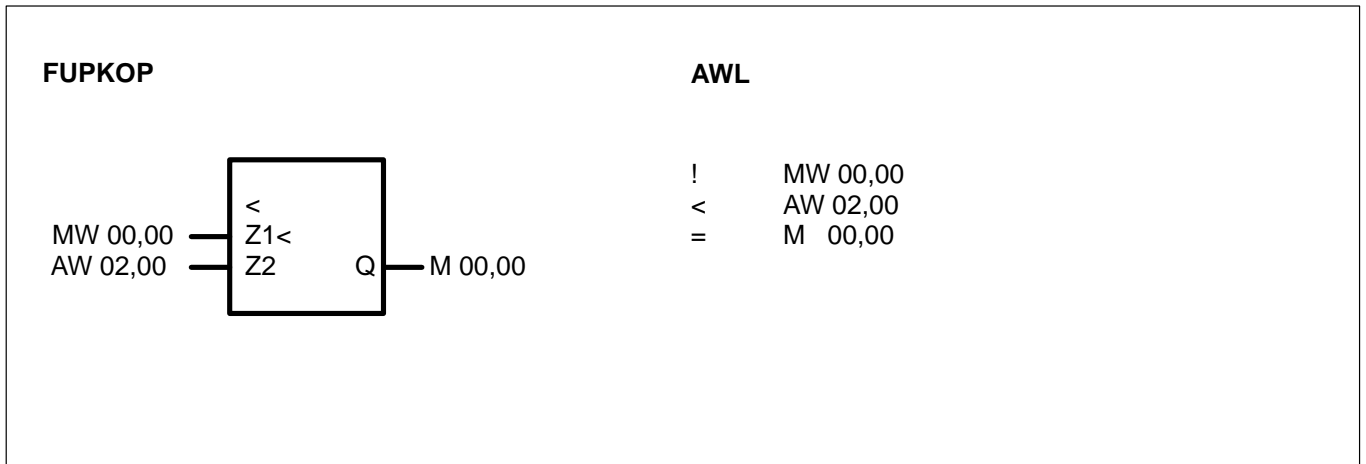 FUPKOP
<
MW 00,00 Z1<
AW 02,00 Z2 Q M 00,00
AWL
! MW 00,00
< AW 02,00
= M 00,00